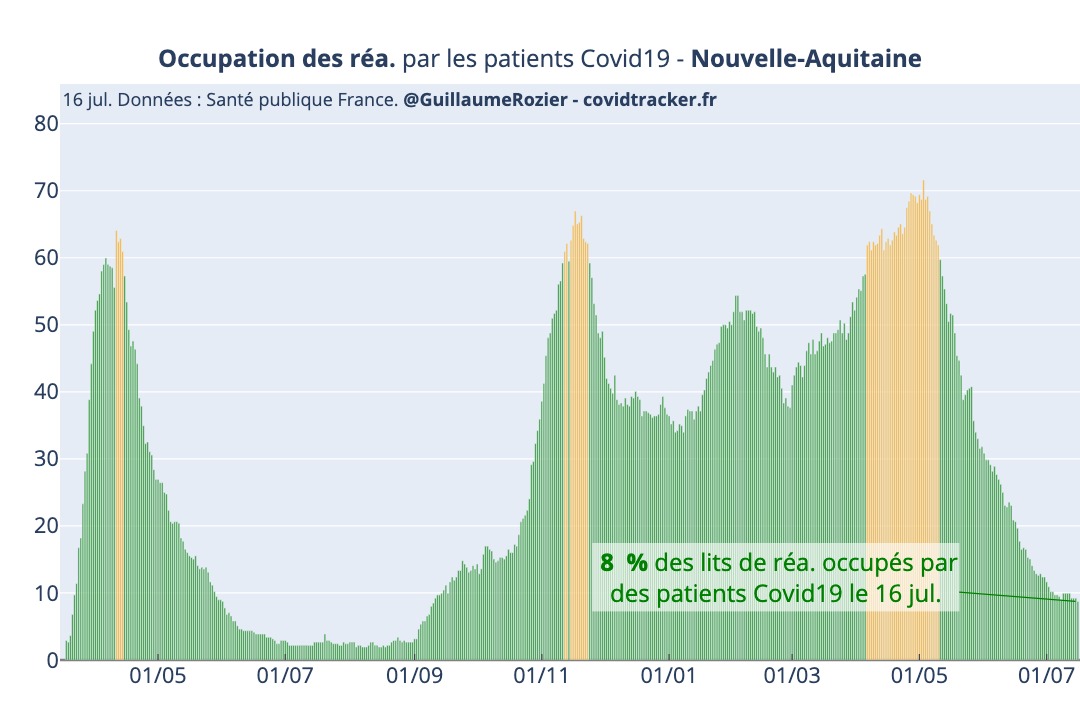 Occupation des réa. par les patients Covid19 - Nouvelle-Aquitaine
16 jul. Données : Santé publique France. @GuillaumeRozier - covidtracker.fr
80
70
60
50
40
30
20
10
0
8 % des lits de réa. occupés par
des patients Covid19 le 16 jul.
01/05 01/07 01/09 01/11 01/01 01/03 01/05 01/07